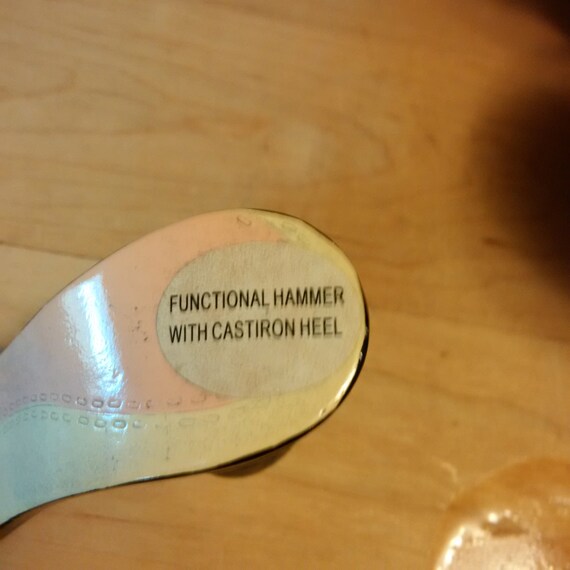 FUNCTIONAL HAMMER
WITH CASTIRON HEEL